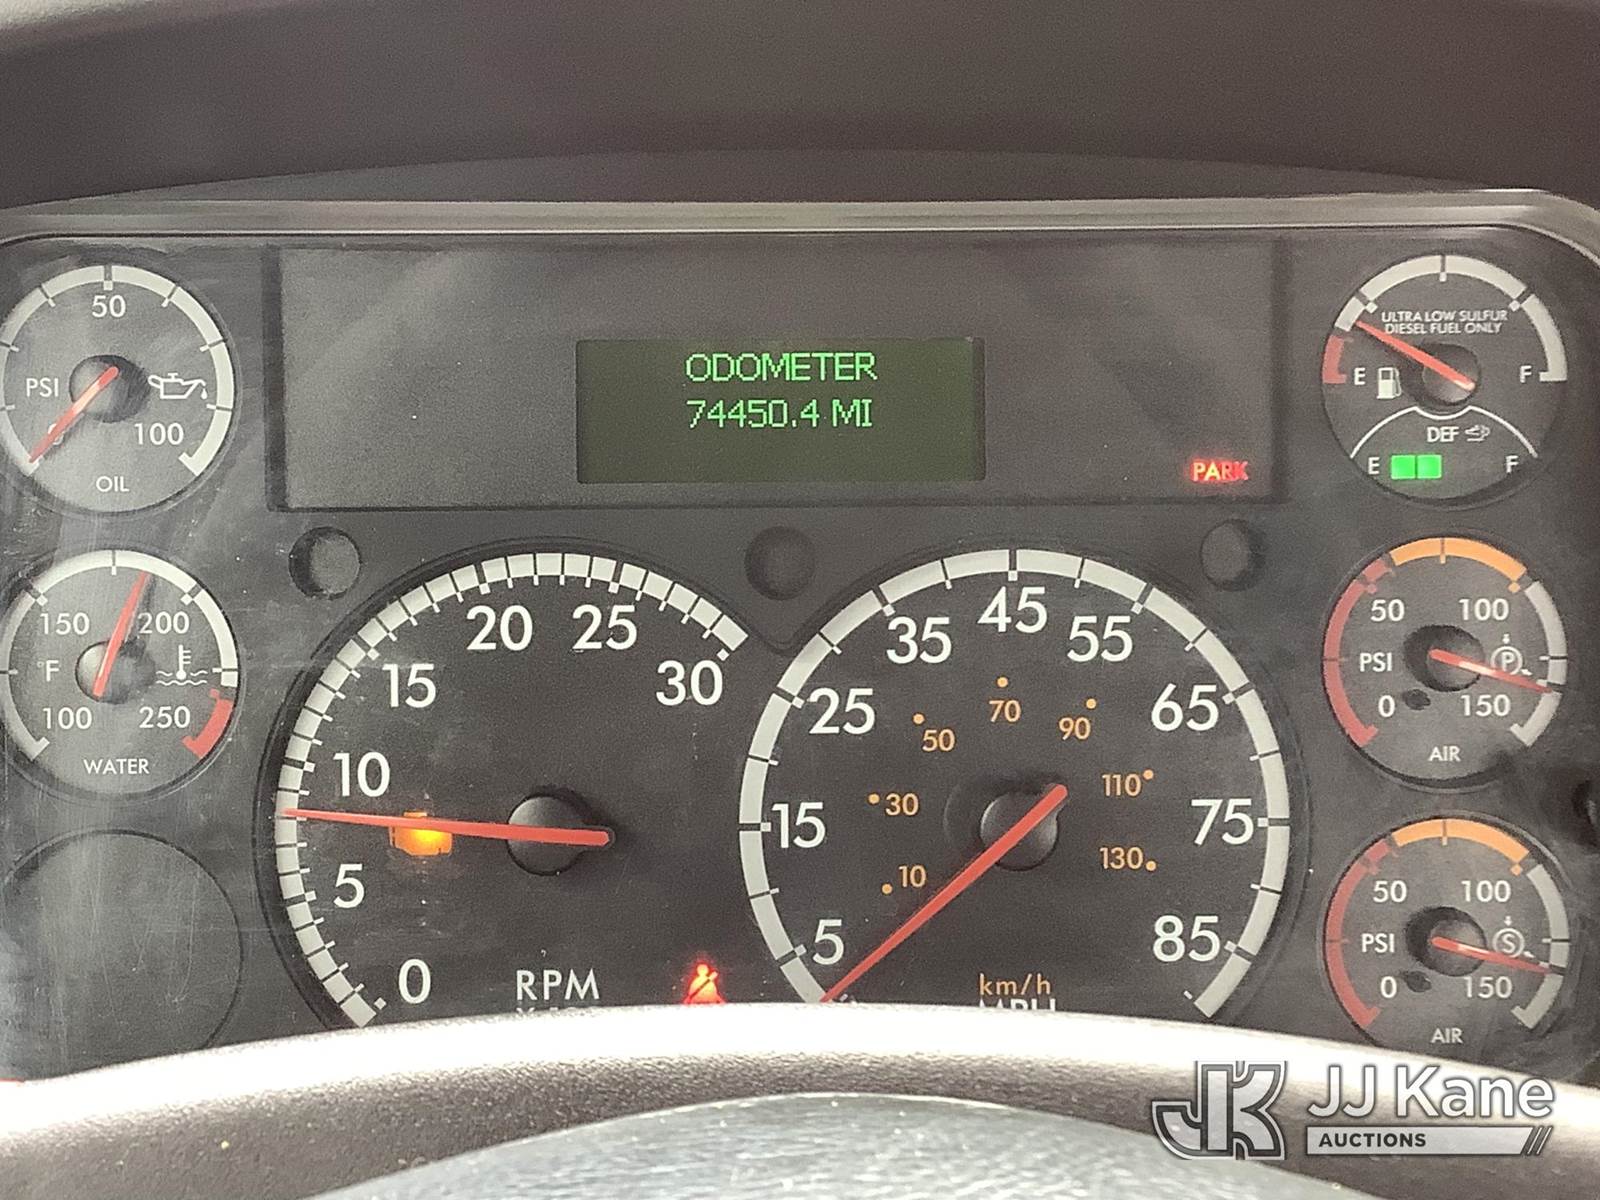 50
PSI
0
100
OIL
ODOMETER
74450.4 MI
PARK
ULTRA LOW SULFUR
DIESEL FUEL ONLY
E
F
DEF
E
F
150
200
°F
100
250
WATER
0
5
10
15
20
25
30
RPM
5
15
25
35
45
55
65
75
85
10
30
50
70
90
110
130
km/h
MPH
50
100
PSI
P
0
150
AIR
50
100
PSI
S
0
150
AIR
JK
JJ Kane
AUCTIONS